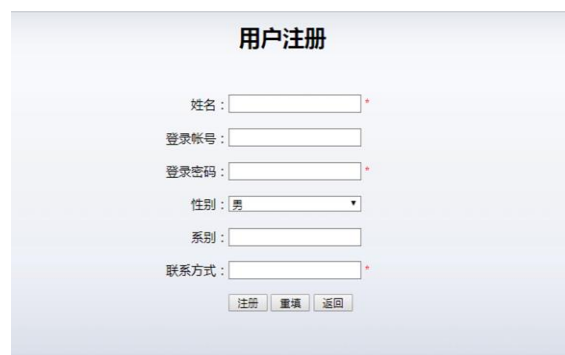 用户注册
姓名：*
登录帐号：
登录密码：*
性别：男
系别：
联系方式：*
注册 重填 返回